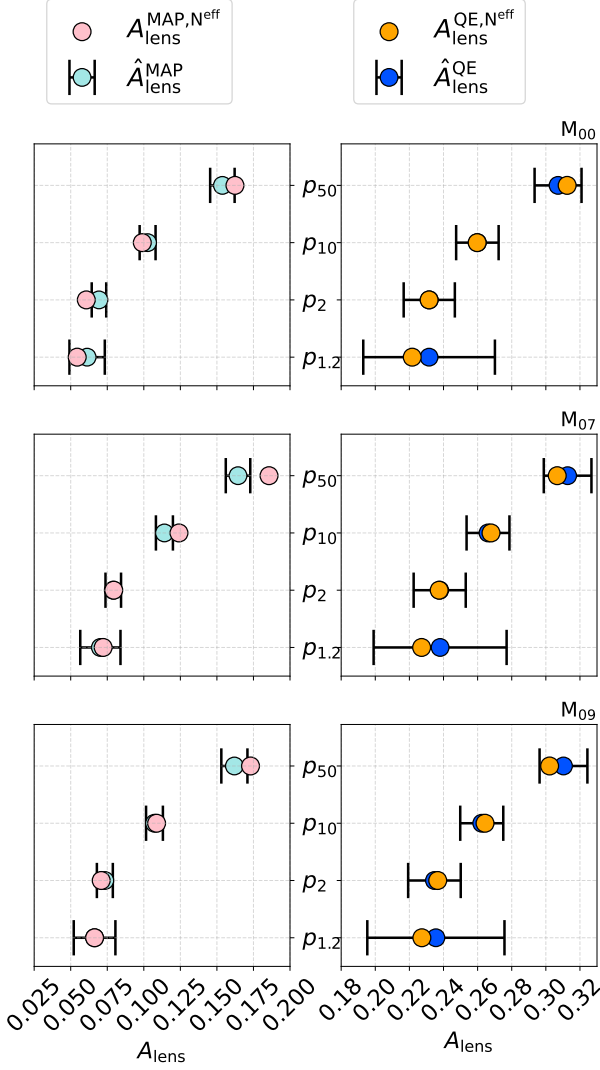 A_lens^MAP,N^eff
Â_lens^MAP
A_lens^QE,N^eff
Â_lens^QE
M_00
p_50
p_10
p_2
p_1.2
M_07
p_50
p_10
p_2
p_1.2
M_09
p_50
p_10
p_2
p_1.2
0.025 0.050 0.075 0.100 0.125 0.150 0.175 0.200
0.18 0.20 0.22 0.24 0.26 0.28 0.30 0.32
A_lens
A_lens